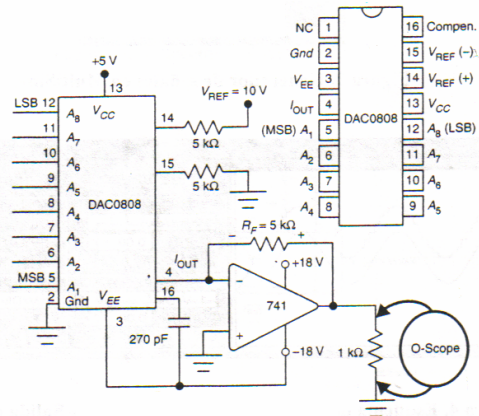 +5 V
13
LSB 12
A8
VCC
11
A7
10
A6
9
A5
DAC0808
8
A4
7
A3
6
A2
MSB 5
A1
2
Gnd
VEE
3
14
VREF = 10 V
5 kΩ
15
5 kΩ
IOUT
4
16
270 pF
RF = 5 kΩ
−
+
+18 V
−
741
+
−18 V
1 kΩ
O-Scope
NC 1
Gnd 2
VEE 3
IOUT 4
(MSB) A1 5
A2 6
A3 7
A4 8
DAC0808
16 Compen.
15 VREF (−)
14 VREF (+)
13 VCC
12 A8 (LSB)
11 A7
10 A6
9 A5